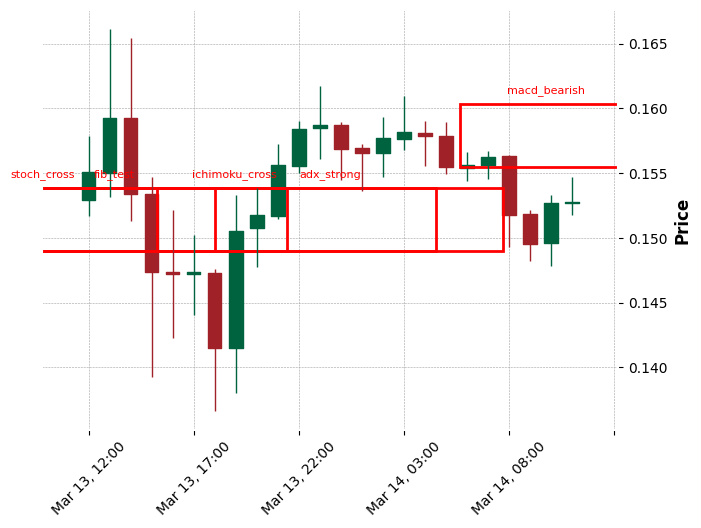 0.165
macd_bearish
0.160
0.155
stoch_cross
fib_test
ichimoku_cross
adx_strong
0.150
0.145
0.140
Price
Mar 13, 12:00
Mar 13, 17:00
Mar 13, 22:00
Mar 14, 03:00
Mar 14, 08:00